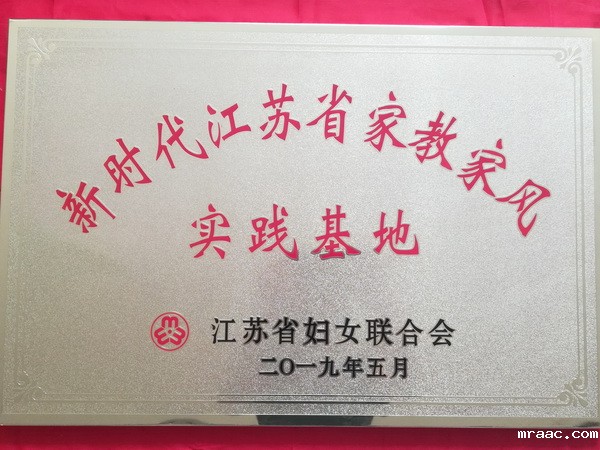 新时代江苏省家教家风
实践基地
江苏省妇女联合会
二〇一九年五月
mraac.com